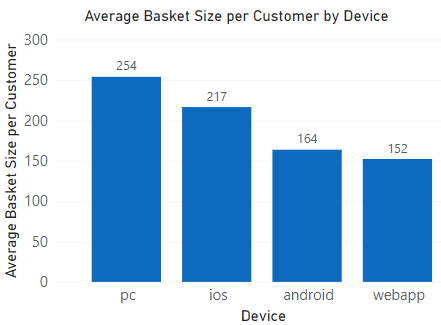 Average Basket Size per Customer by Device
Average Basket Size per Customer
300
250
200
150
100
50
0
254
217
164
152
pc
ios
android
webapp
Device